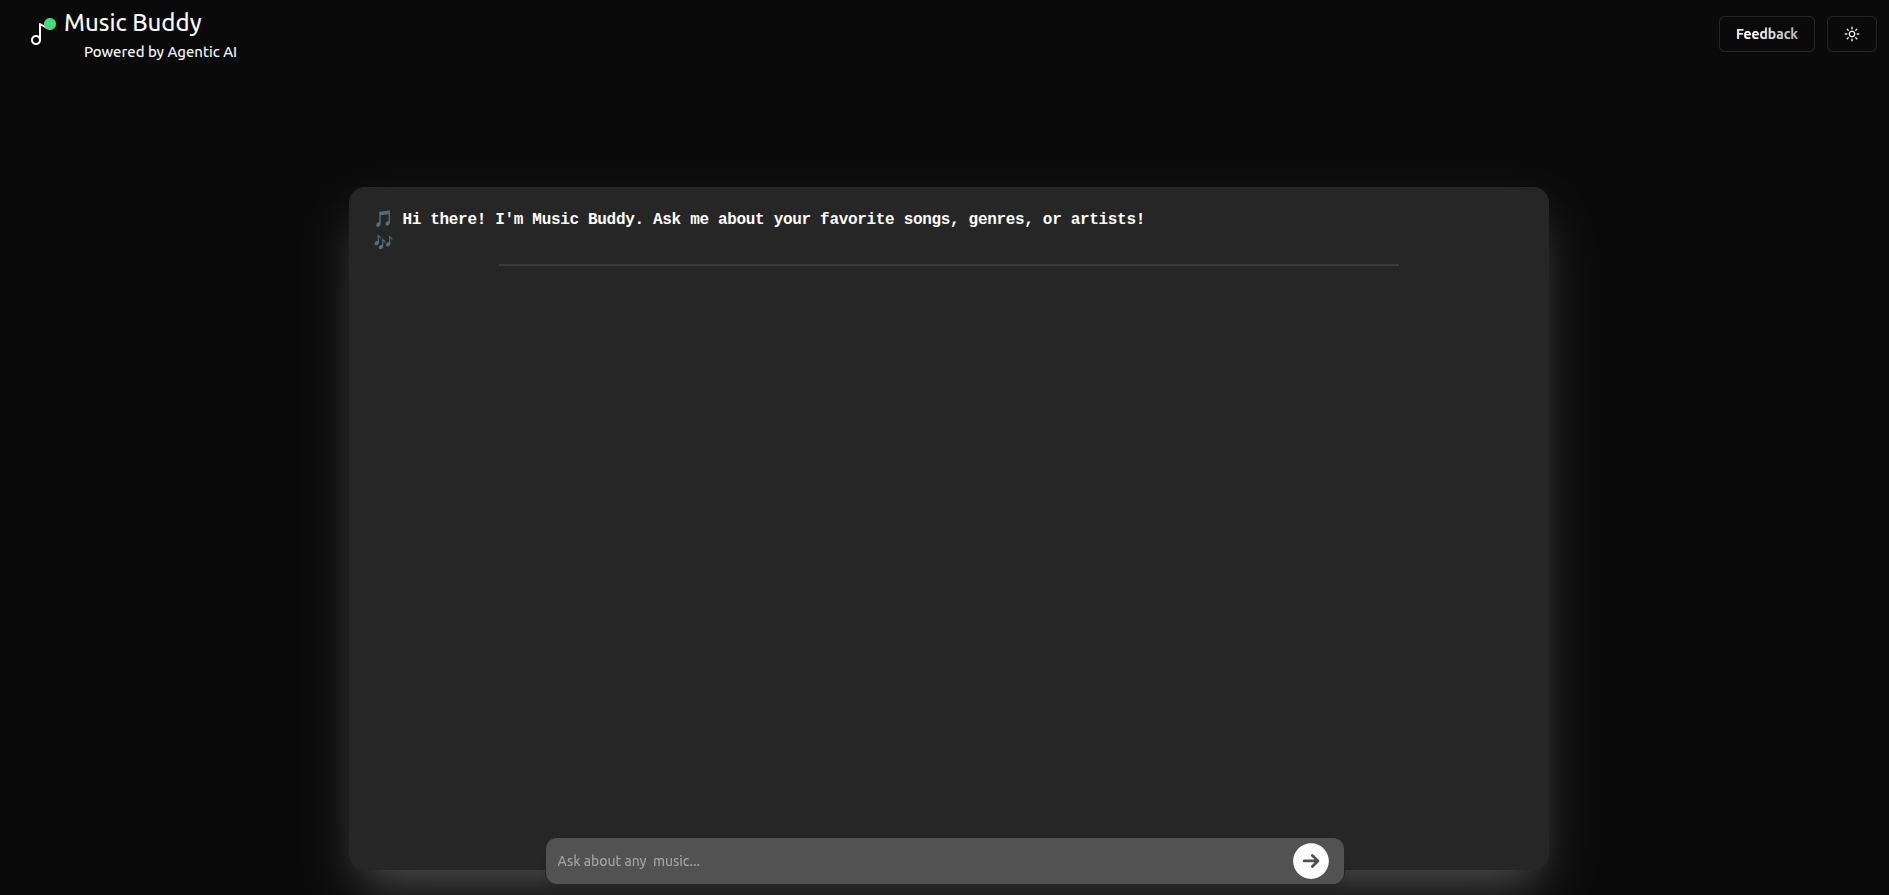 Music Buddy
Powered by Agentic AI
Feedback
🎵 Hi there! I'm Music Buddy. Ask me about your favorite songs, genres, or artists!
🎶
Ask about any  music...